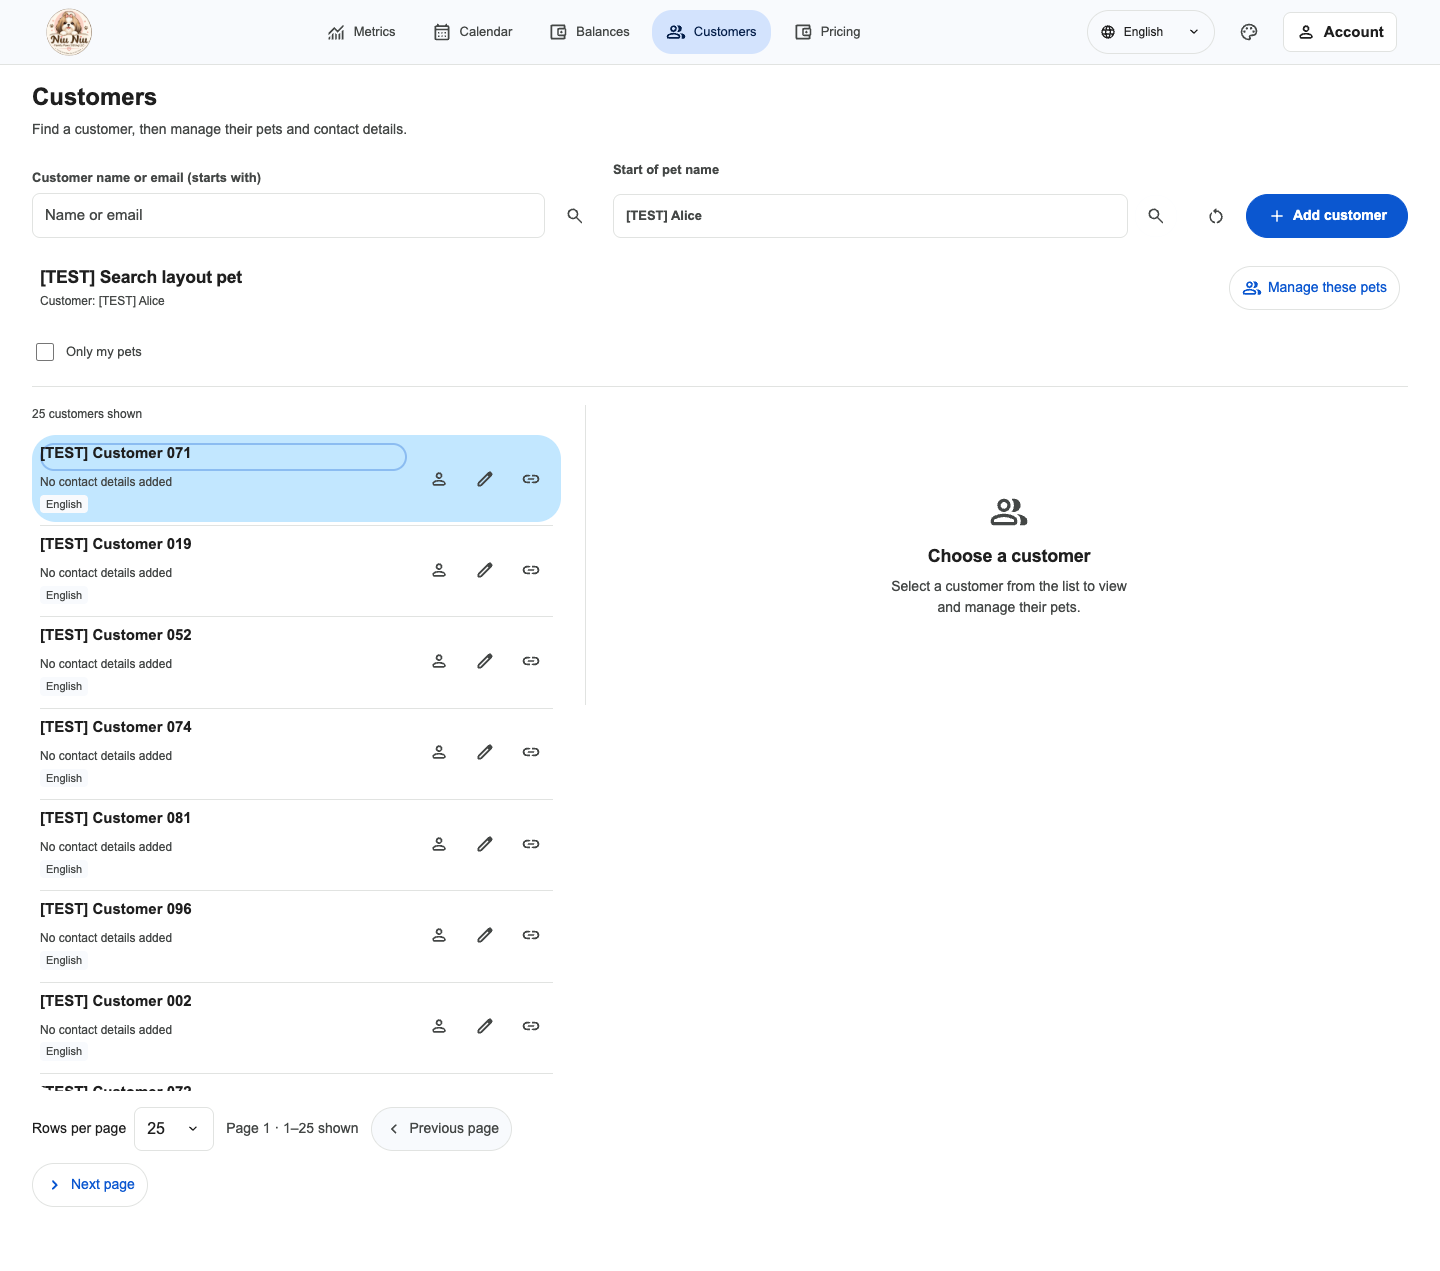 Niu Niu
Metrics
Calendar
Balances
Customers
Pricing
English
Account
Customers
Find a customer, then manage their pets and contact details.
Customer name or email (starts with)
Start of pet name
Name or email
[TEST] Alice
Add customer
[TEST] Search layout pet
Customer: [TEST] Alice
Manage these pets
Only my pets
25 customers shown
[TEST] Customer 071
No contact details added
English
[TEST] Customer 019
No contact details added
English
[TEST] Customer 052
No contact details added
English
[TEST] Customer 074
No contact details added
English
[TEST] Customer 081
No contact details added
English
[TEST] Customer 096
No contact details added
English
[TEST] Customer 002
No contact details added
English
[TEST] Customer 072
Choose a customer
Select a customer from the list to view
and manage their pets.
Rows per page
25
Page 1 · 1–25 shown
Previous page
Next page